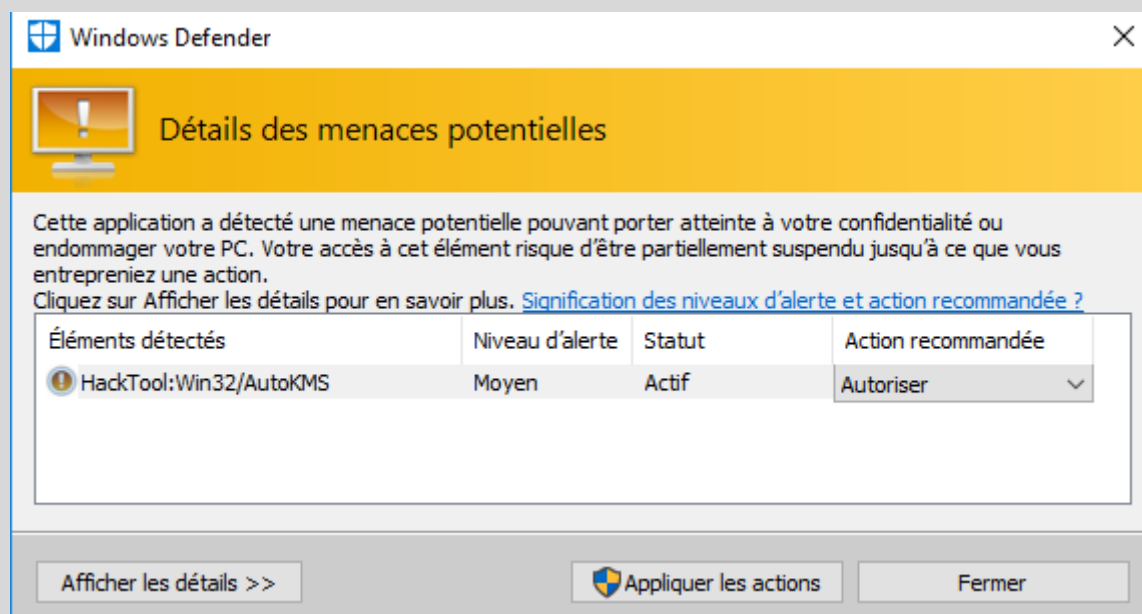 Windows Defender
Détails des menaces potentielles
Cette application a détecté une menace potentielle pouvant porter atteinte à votre confidentialité ou
endommager votre PC. Votre accès à cet élément risque d'être partiellement suspendu jusqu'à ce que vous
entrepreniez une action.
Cliquez sur Afficher les détails pour en savoir plus. Signification des niveaux d'alerte et action recommandée ?
Éléments détectés Niveau d'alerte Statut Action recommandée
HackTool:Win32/AutoKMS Moyen Actif Autoriser
Afficher les détails >> Appliquer les actions Fermer